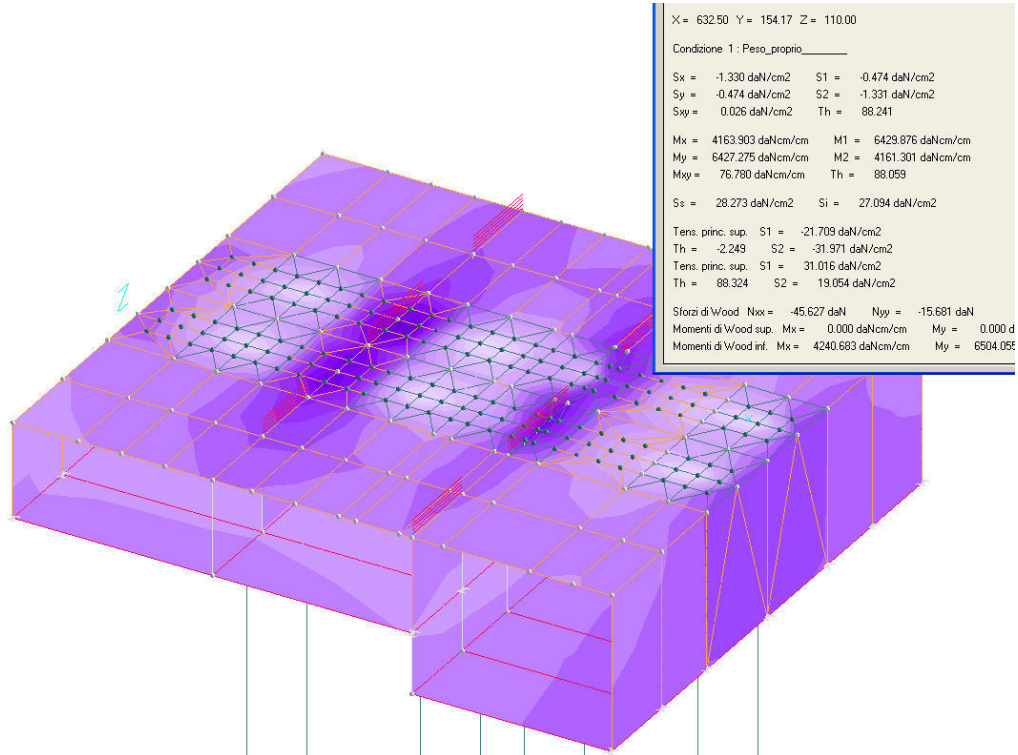 X = 632.50 Y = 154.17 Z = 110.00
Condizione 1 : Peso_proprio_______
Sx = -1.330 daN/cm2 S1 = -0.474 daN/cm2
Sy = -0.474 daN/cm2 S2 = -1.331 daN/cm2
Sxy = 0.026 daN/cm2 Th = 88.241
Mx = 4163.903 daNcm/cm M1 = 6429.876 daNcm/cm
My = 6427.275 daNcm/cm M2 = 4161.301 daNcm/cm
Mxy = 76.780 daNcm/cm Th = 88.059
Ss = 28.273 daN/cm2 Si = 27.094 daN/cm2
Tens. princ. sup. S1 = -21.709 daN/cm2
Th = -2.249 S2 = -31.971 daN/cm2
Tens. princ. sup. S1 = 31.016 daN/cm2
Th = 88.324 S2 = 19.054 daN/cm2
Sforzi di Wood Nxx = -45.627 daN Nyy = -15.681 daN
Momenti di Wood sup. Mx = 0.000 daNcm/cm My = 0.000 d
Momenti di Wood inf. Mx = 4240.683 daNcm/cm My = 6504.055